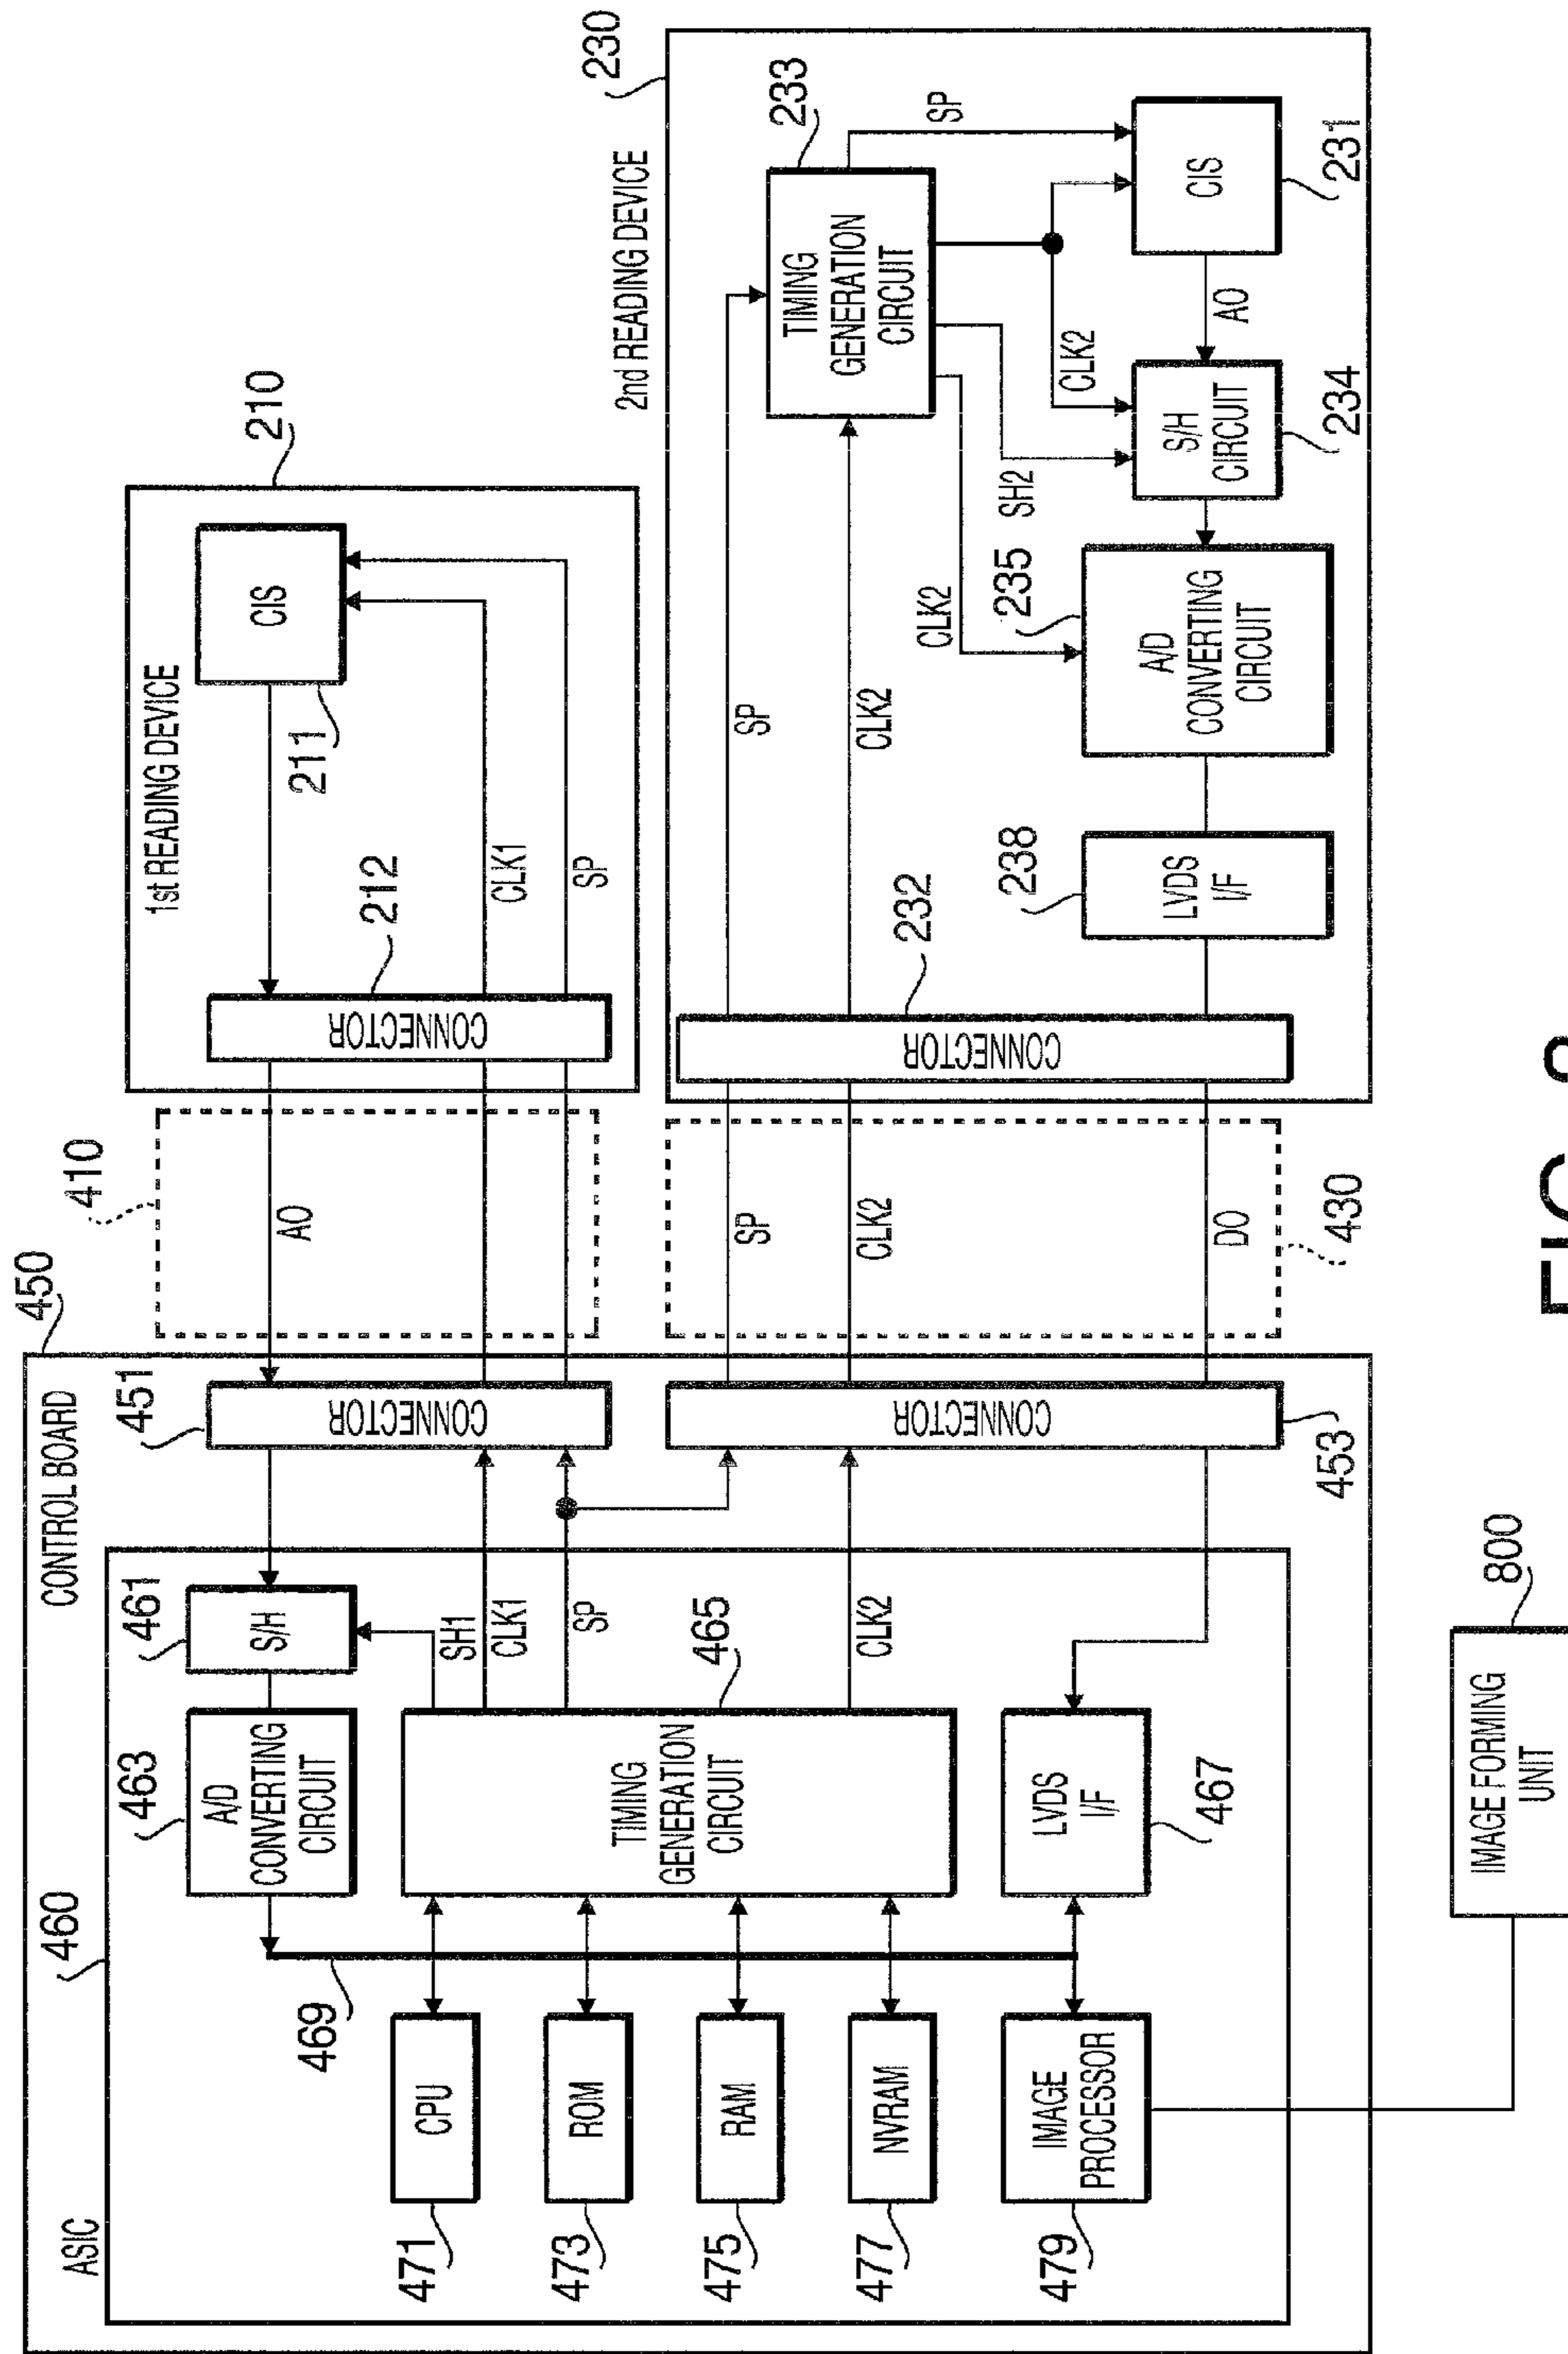 CONTROL BOARD
450
ASIC
460
463
A/D
CONVERTING
CIRCUIT
461
S/H
451
CONNECTOR
410
AO
1st READING DEVICE
210
212
CONNECTOR
211
CIS
CLK1
SP
469
471
CPU
473
ROM
475
RAM
477
NVRAM
479
IMAGE
PROCESSOR
TIMING
GENERATION
CIRCUIT
465
SH1
CLK1
SP
CLK2
LVDS
I/F
467
CONNECTOR
453
SP
CLK2
DO
430
2nd READING DEVICE
230
CONNECTOR
232
SP
CLK2
TIMING
GENERATION
CIRCUIT
233
SP
CLK2
SH2
CLK2
238
LVDS
I/F
235
A/D
CONVERTING
CIRCUIT
S/H
CIRCUIT
234
AO
CIS
231
IMAGE FORMING
UNIT
800